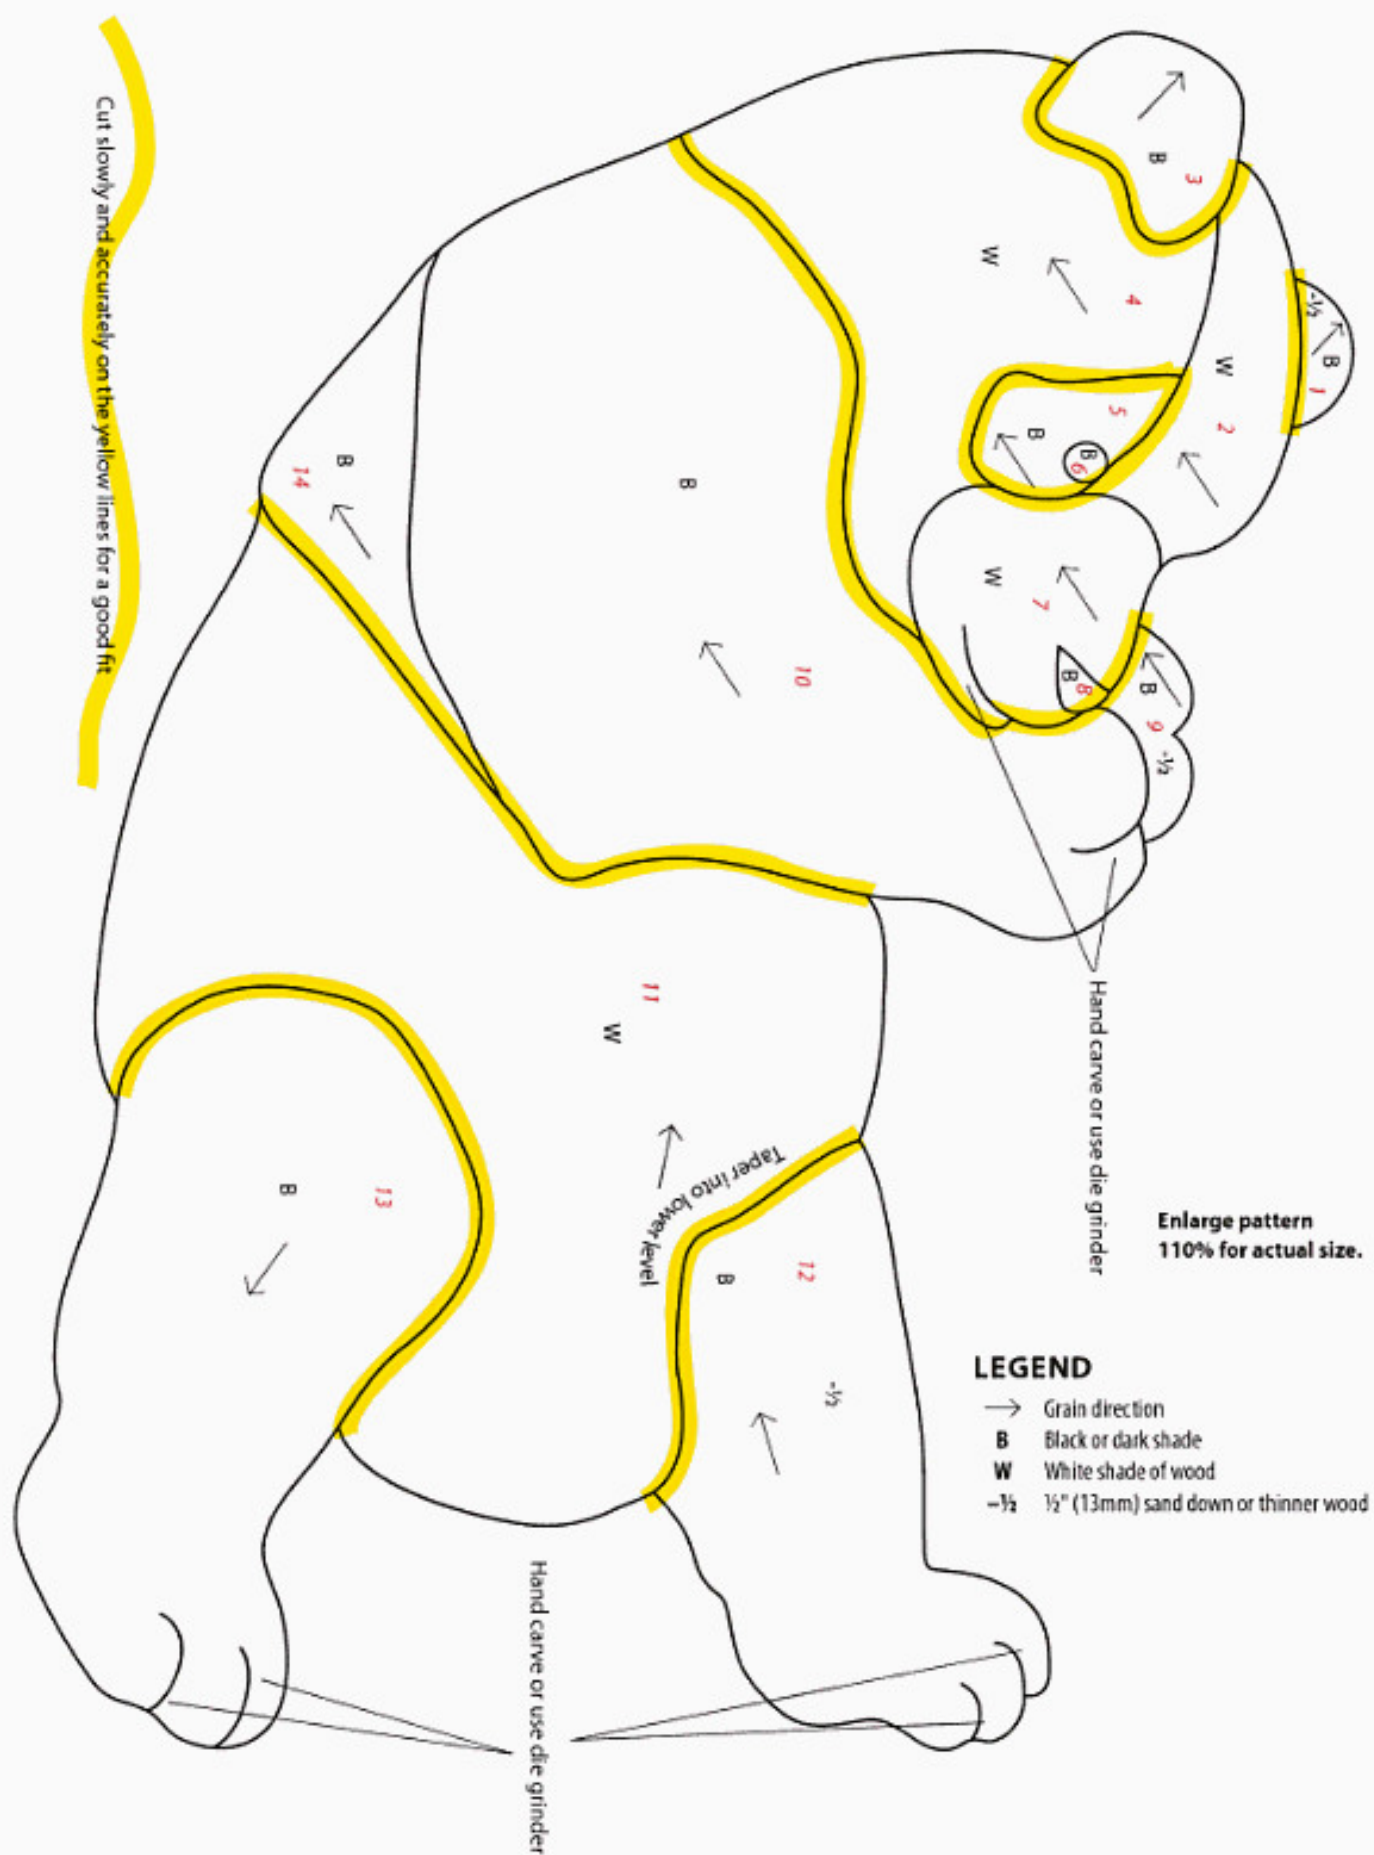 Cut slowly and accurately on the yellow lines for a good fit
B
3
W
4
-½
B
1
W
2
5
B
B
6
W
7
B
8
B
9
-½
B
14
B
10
11
W
Taper into lower level
B
13
12
B
-½
Hand carve or use die grinder
Enlarge pattern
110% for actual size.
LEGEND
Grain direction
B Black or dark shade
W White shade of wood
–½ ½" (13mm) sand down or thinner wood
Hand carve or use die grinder